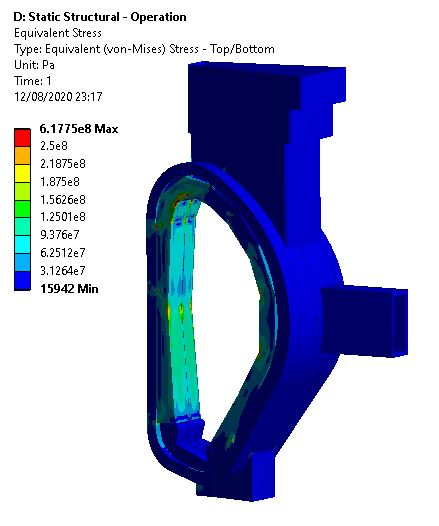 D: Static Structural - Operation
Equivalent Stress
Type: Equivalent (von-Mises) Stress - Top/Bottom
Unit: Pa
Time: 1
12/08/2020 23:17
6.1775e8 Max
2.5e8
2.1875e8
1.875e8
1.5626e8
1.2501e8
9.376e7
6.2512e7
3.1264e7
15942 Min